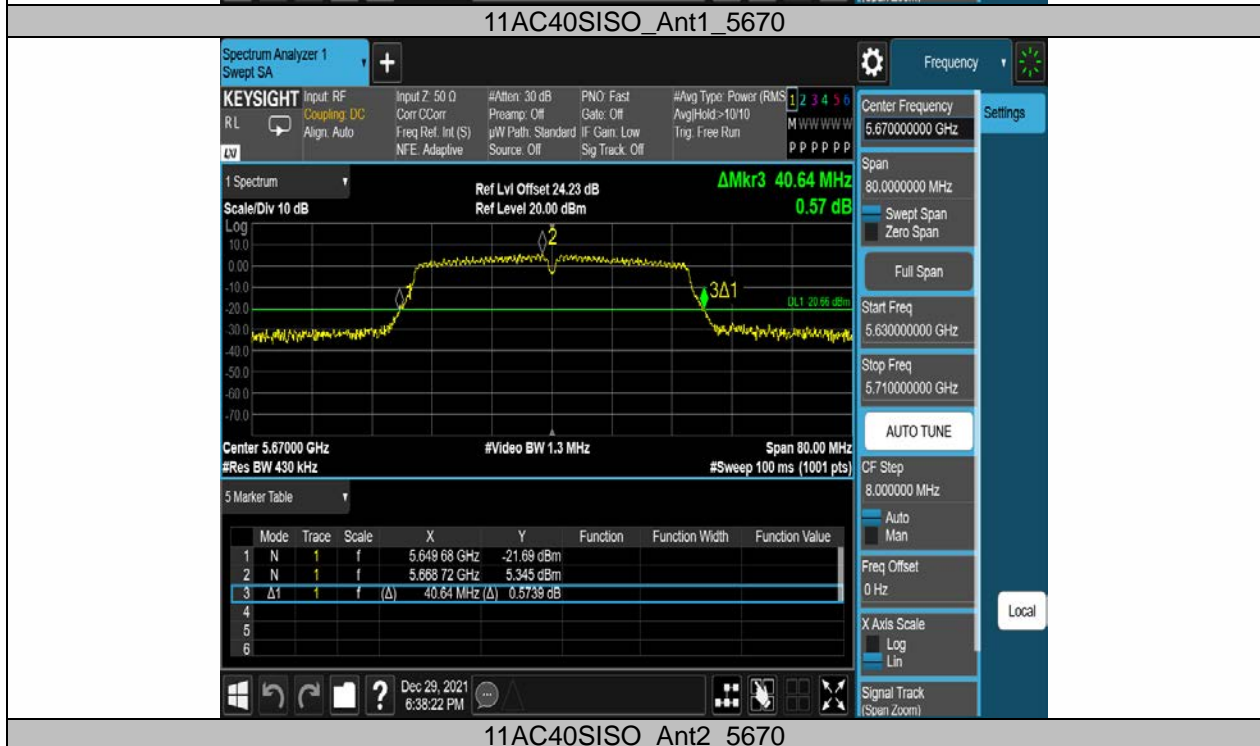 11AC40SISO_Ant1_5670
Spectrum Analyzer 1
Swept SA
+
Frequency
KEYSIGHT
RL
LXI
Input: RF
Coupling: DC
Align: Auto
Input Z: 50 Ω
Corr CCorr
Freq Ref: Int (S)
NFE: Adaptive
#Atten: 30 dB
Preamp: Off
µW Path: Standard
Source: Off
PNO: Fast
Gate: Off
IF Gain: Low
Sig Track: Off
#Avg Type: Power (RMS
Avg|Hold:>10/10
Trig: Free Run
1 2 3 4 5 6
M W W W W W
P P P P P P
1 Spectrum
Scale/Div 10 dB
Ref Lvl Offset 24.23 dB
Ref Level 20.00 dBm
ΔMkr3 40.64 MHz
0.57 dB
Log
10.0
0.00
-10.0
-20.0
-30.0
-40.0
-50.0
-60.0
-70.0
2
1
3Δ1
Center 5.67000 GHz
#Res BW 430 kHz
#Video BW 1.3 MHz
Span 80.00 MHz
#Sweep 100 ms (1001 pts)
5 Marker Table
Mode Trace Scale X Y Function Function Width Function Value
1 N 1 f 5.649 68 GHz -21.69 dBm
2 N 1 f 5.668 72 GHz 5.345 dBm
3 Δ1 1 f (Δ) 40.64 MHz (Δ) 0.5739 dB
4
5
6
Center Frequency
5.670000000 GHz
Settings
Span
80.0000000 MHz
Swept Span
Zero Span
Full Span
Start Freq
5.630000000 GHz
Stop Freq
5.710000000 GHz
AUTO TUNE
CF Step
8.000000 MHz
Auto
Man
Freq Offset
0 Hz
X Axis Scale
Log
Lin
Local
Signal Track
(Span Zoom)
?
Dec 29, 2021
6:38:22 PM
11AC40SISO_Ant2_5670